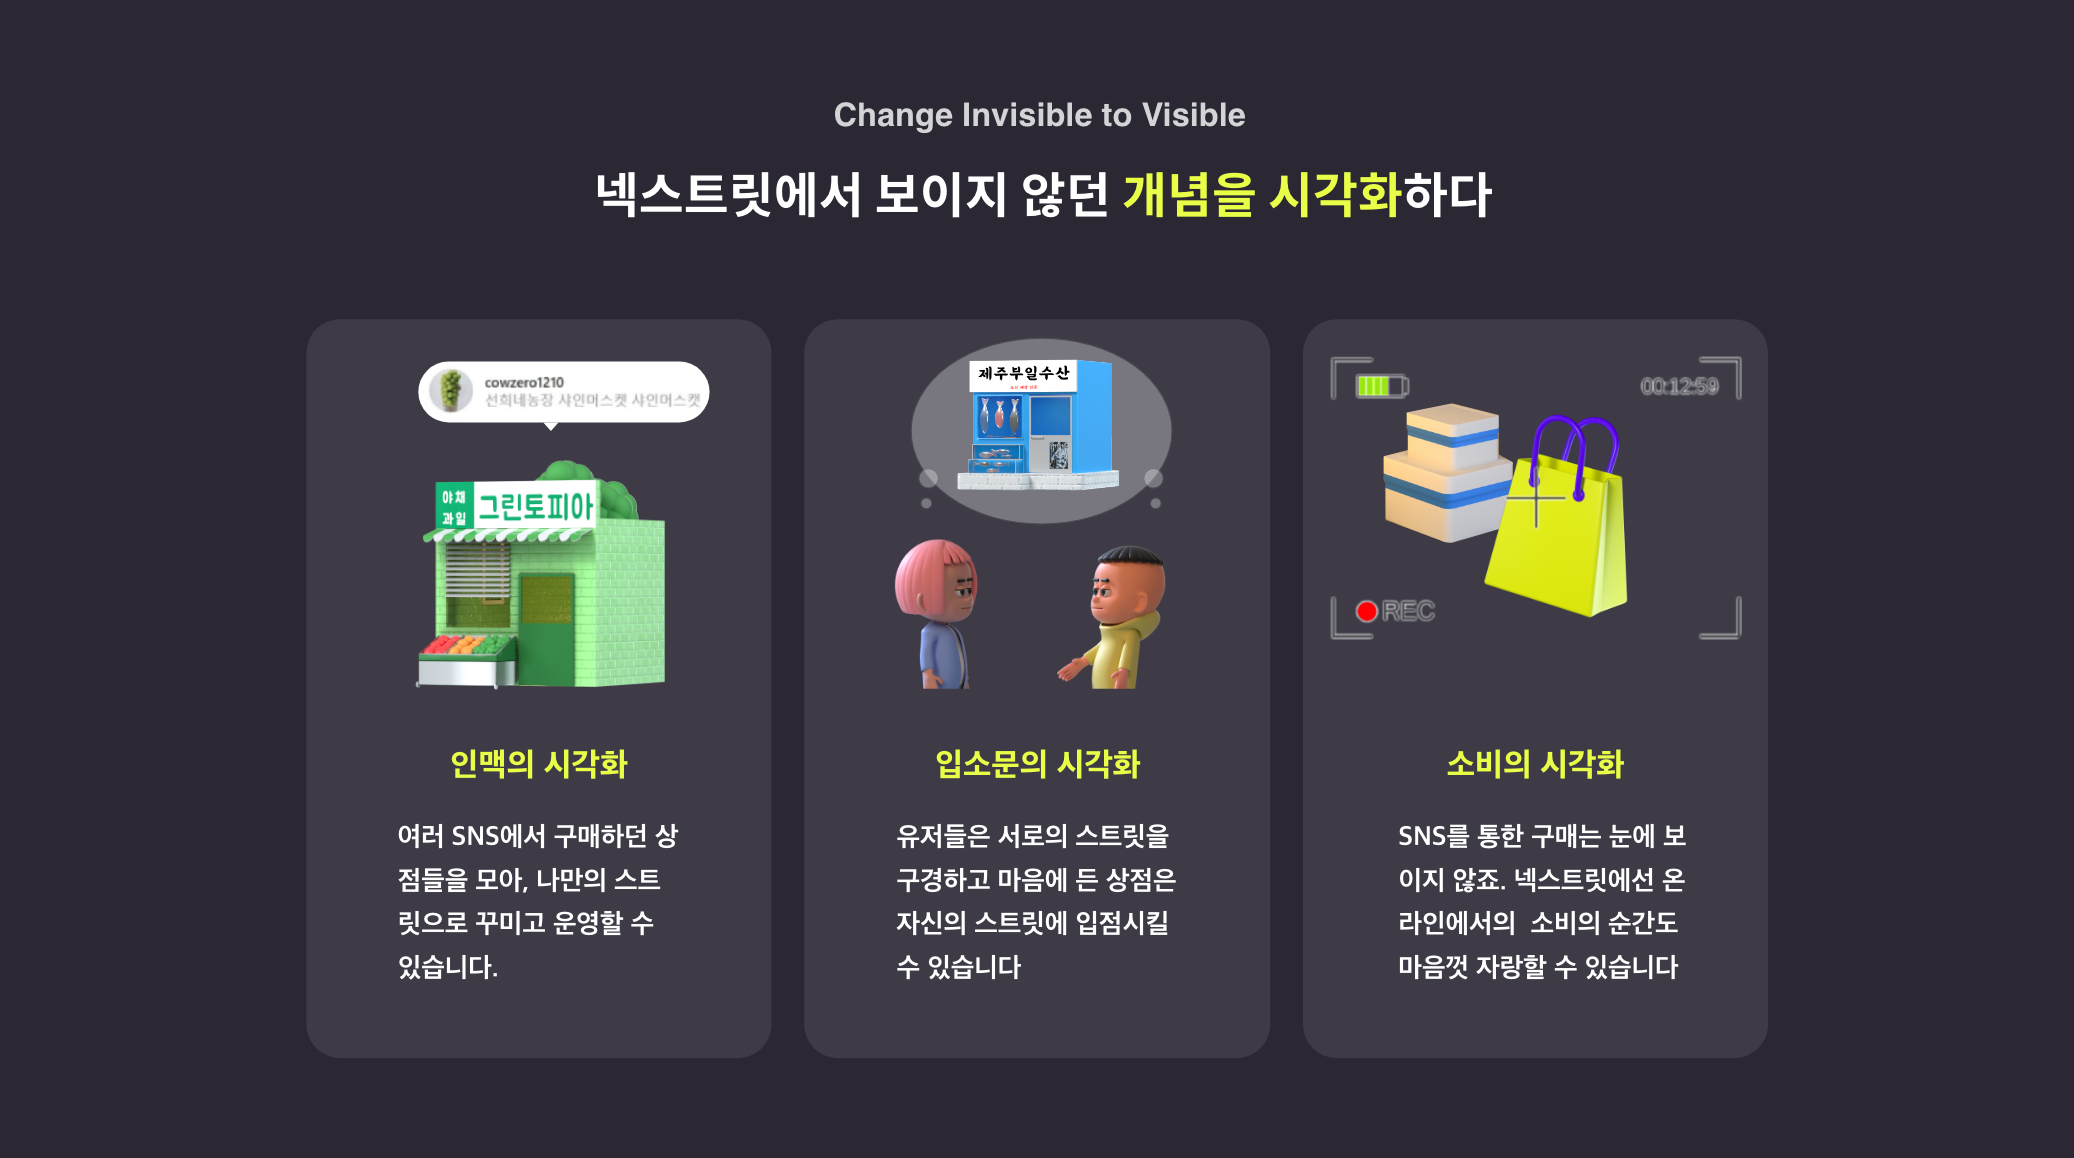 Change Invisible to Visible
넥스트릿에서 보이지 않던 개념을 시각화하다
cowzero1210
선희네농장 샤인머스켓 샤인머스캣
야채
과일
그린토피아
인맥의 시각화
여러 SNS에서 구매하던 상
점들을 모아, 나만의 스트
릿으로 꾸미고 운영할 수
있습니다.
제주부일수산
입소문의 시각화
유저들은 서로의 스트릿을
구경하고 마음에 든 상점은
자신의 스트릿에 입점시킬
수 있습니다
00:12:59
REC
소비의 시각화
SNS를 통한 구매는 눈에 보
이지 않죠. 넥스트릿에선 온
라인에서의 소비의 순간도
마음껏 자랑할 수 있습니다